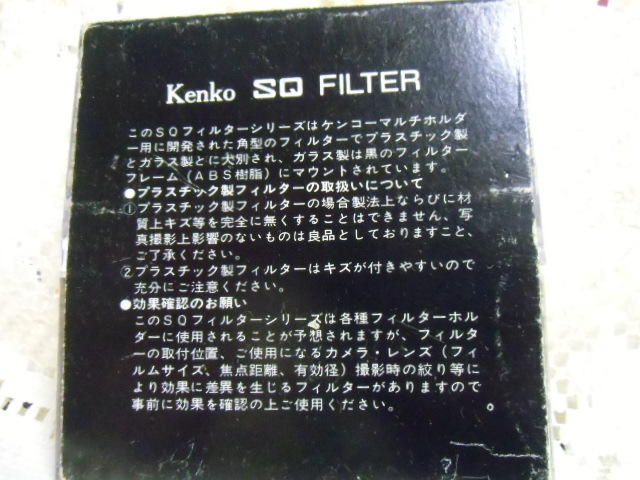 Kenko SQ FILTER
このSQフィルターシリーズはケンコーマルチホルダ
ー用に開発された角型のフィルターでプラスチック製
とガラス製とに大別され、ガラス製は黒のフィルター
フレーム(ABS樹脂)にマウントされています。
●プラスチック製フィルターの取扱いについて
①プラスチック製フィルターの場合製法上ならびに材
質上キズ等を完全に無くすることはできません、写
真撮影上影響のないものは良品としておりますこと、
ご了承ください。
②プラスチック製フィルターはキズが付きやすいので
充分にご注意ください。
●効果確認のお願い
このSQフィルターシリーズは各種フィルターホル
ダーに使用されることが予想されますが、フィルタ
ーの取付位置、ご使用になるカメラ・レンズ(フィ
ルムサイズ、焦点距離、有効径)撮影時の絞り等に
より効果に差異を生じるフィルターがありますので
事前に効果を確認の上ご使用ください。